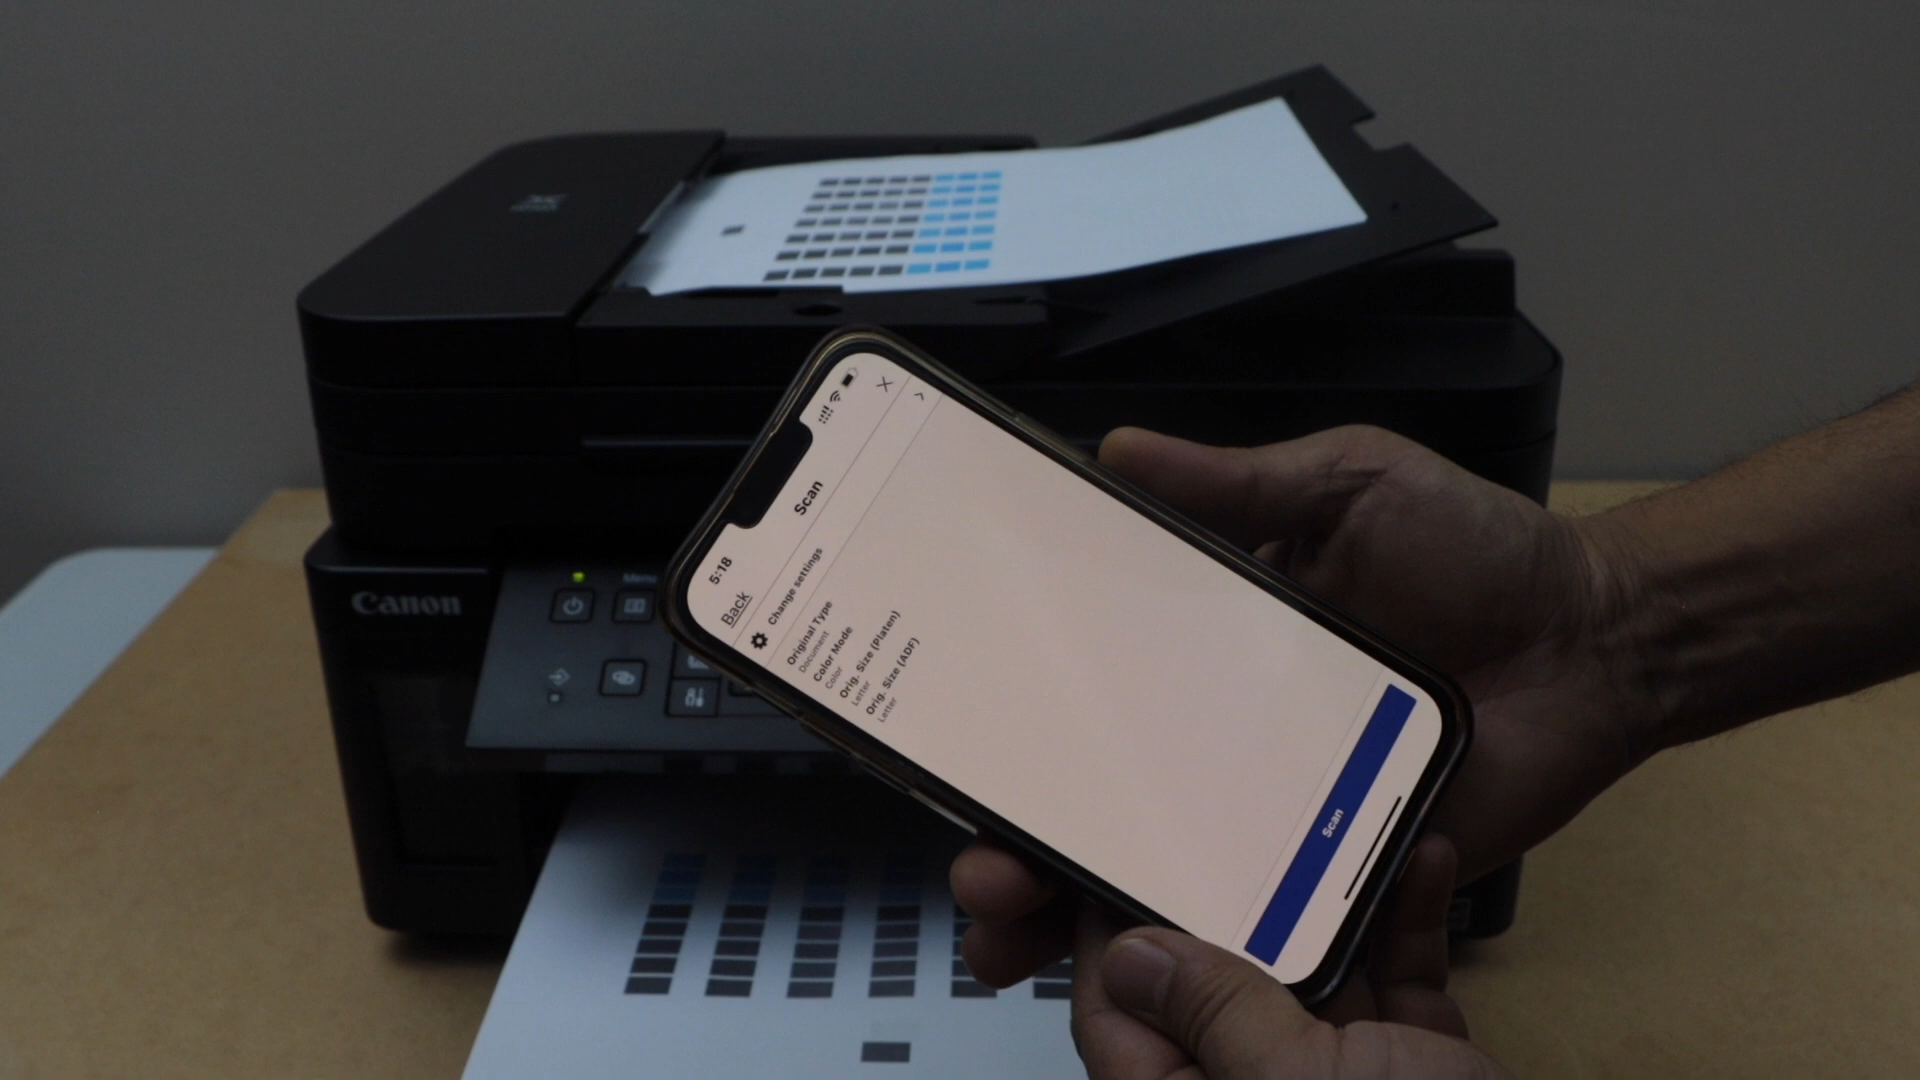 5:18
Back
Scan
Change settings
Original Type
Document
Color Mode
Color
Orig. Size (Platen)
Letter
Orig. Size (ADF)
Letter
Scan
Canon
Menu